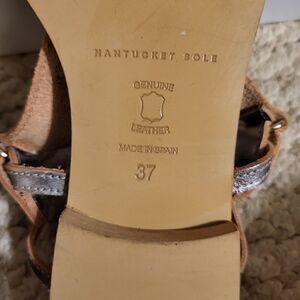 NANTUCKET SOLE
GENUINE
LEATHER
MADE IN SPAIN
37